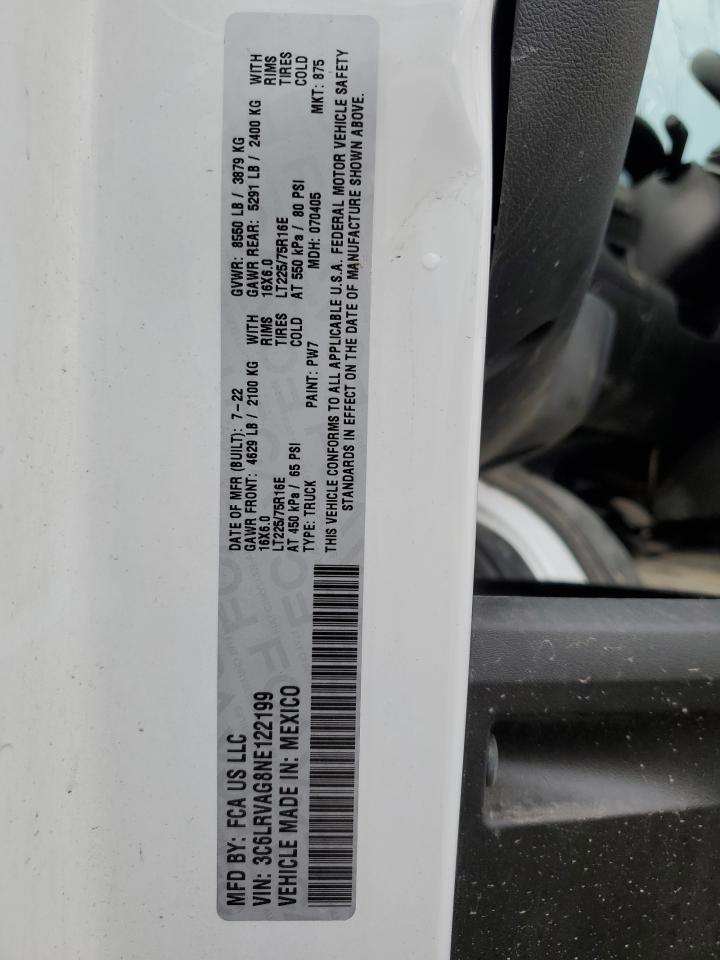 MFD BY: FCA US LLC
VIN: 3C6LRVAG8NE122199
VEHICLE MADE IN: MEXICO
DATE OF MFR (BUILT): 7-22 GVWR: 8550 LB / 3879 KG
GAWR FRONT: 4629 LB / 2100 KG WITH GAWR REAR: 5291 LB / 2400 KG WITH
16X6.0 RIMS 16X6.0 RIMS
LT225/75R16E TIRES LT225/75R16E TIRES
AT 450 kPa / 65 PSI COLD AT 550 kPa / 80 PSI COLD
TYPE: TRUCK PAINT: PW7 MDH: 070405 MKT: 875
THIS VEHICLE CONFORMS TO ALL APPLICABLE U.S.A. FEDERAL MOTOR VEHICLE SAFETY
STANDARDS IN EFFECT ON THE DATE OF MANUFACTURE SHOWN ABOVE.